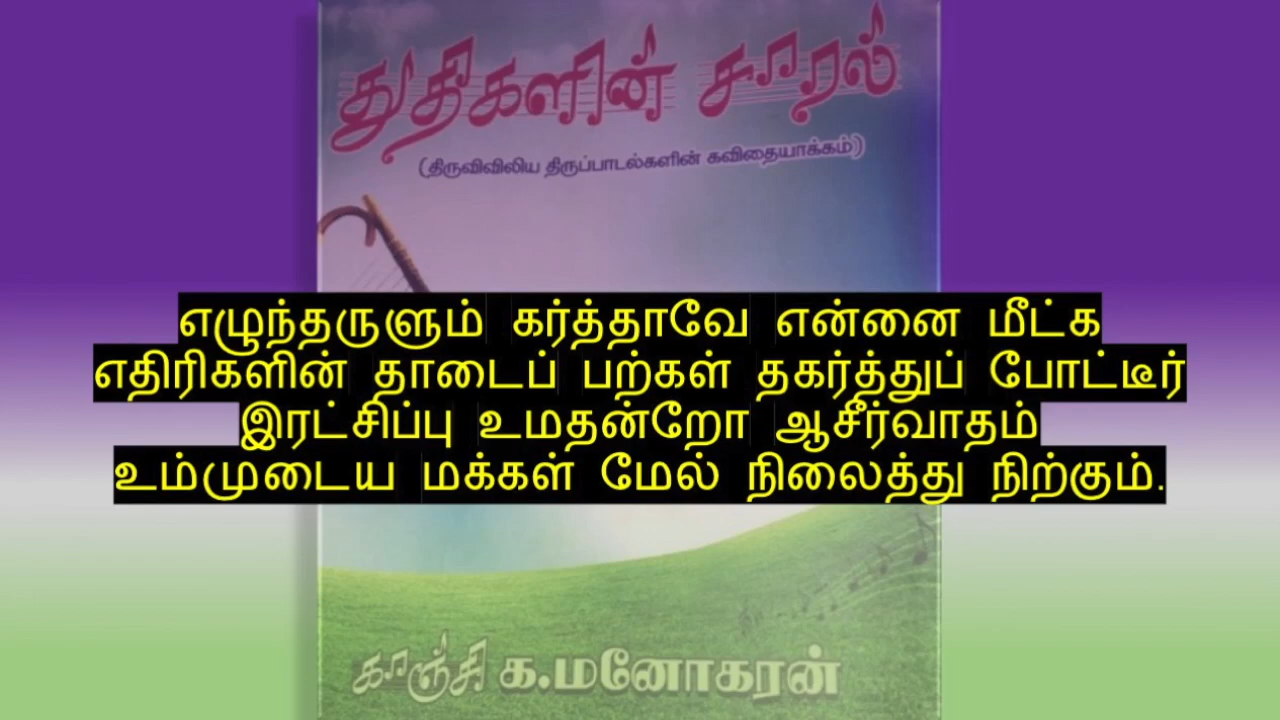 துதிகளின் சாரல்
(திருவிவிலிய திருப்பாடல்களின் கவிதையாக்கம்)
எழுந்தருளும் கர்த்தாவே என்னை மீட்க
எதிரிகளின் தாடைப் பற்கள் தகர்த்துப் போட்டீர்
இரட்சிப்பு உமதன்றோ ஆசீர்வாதம்
உம்முடைய மக்கள் மேல் நிலைத்து நிற்கும்.
காஞ்சி க.மனோகரன்